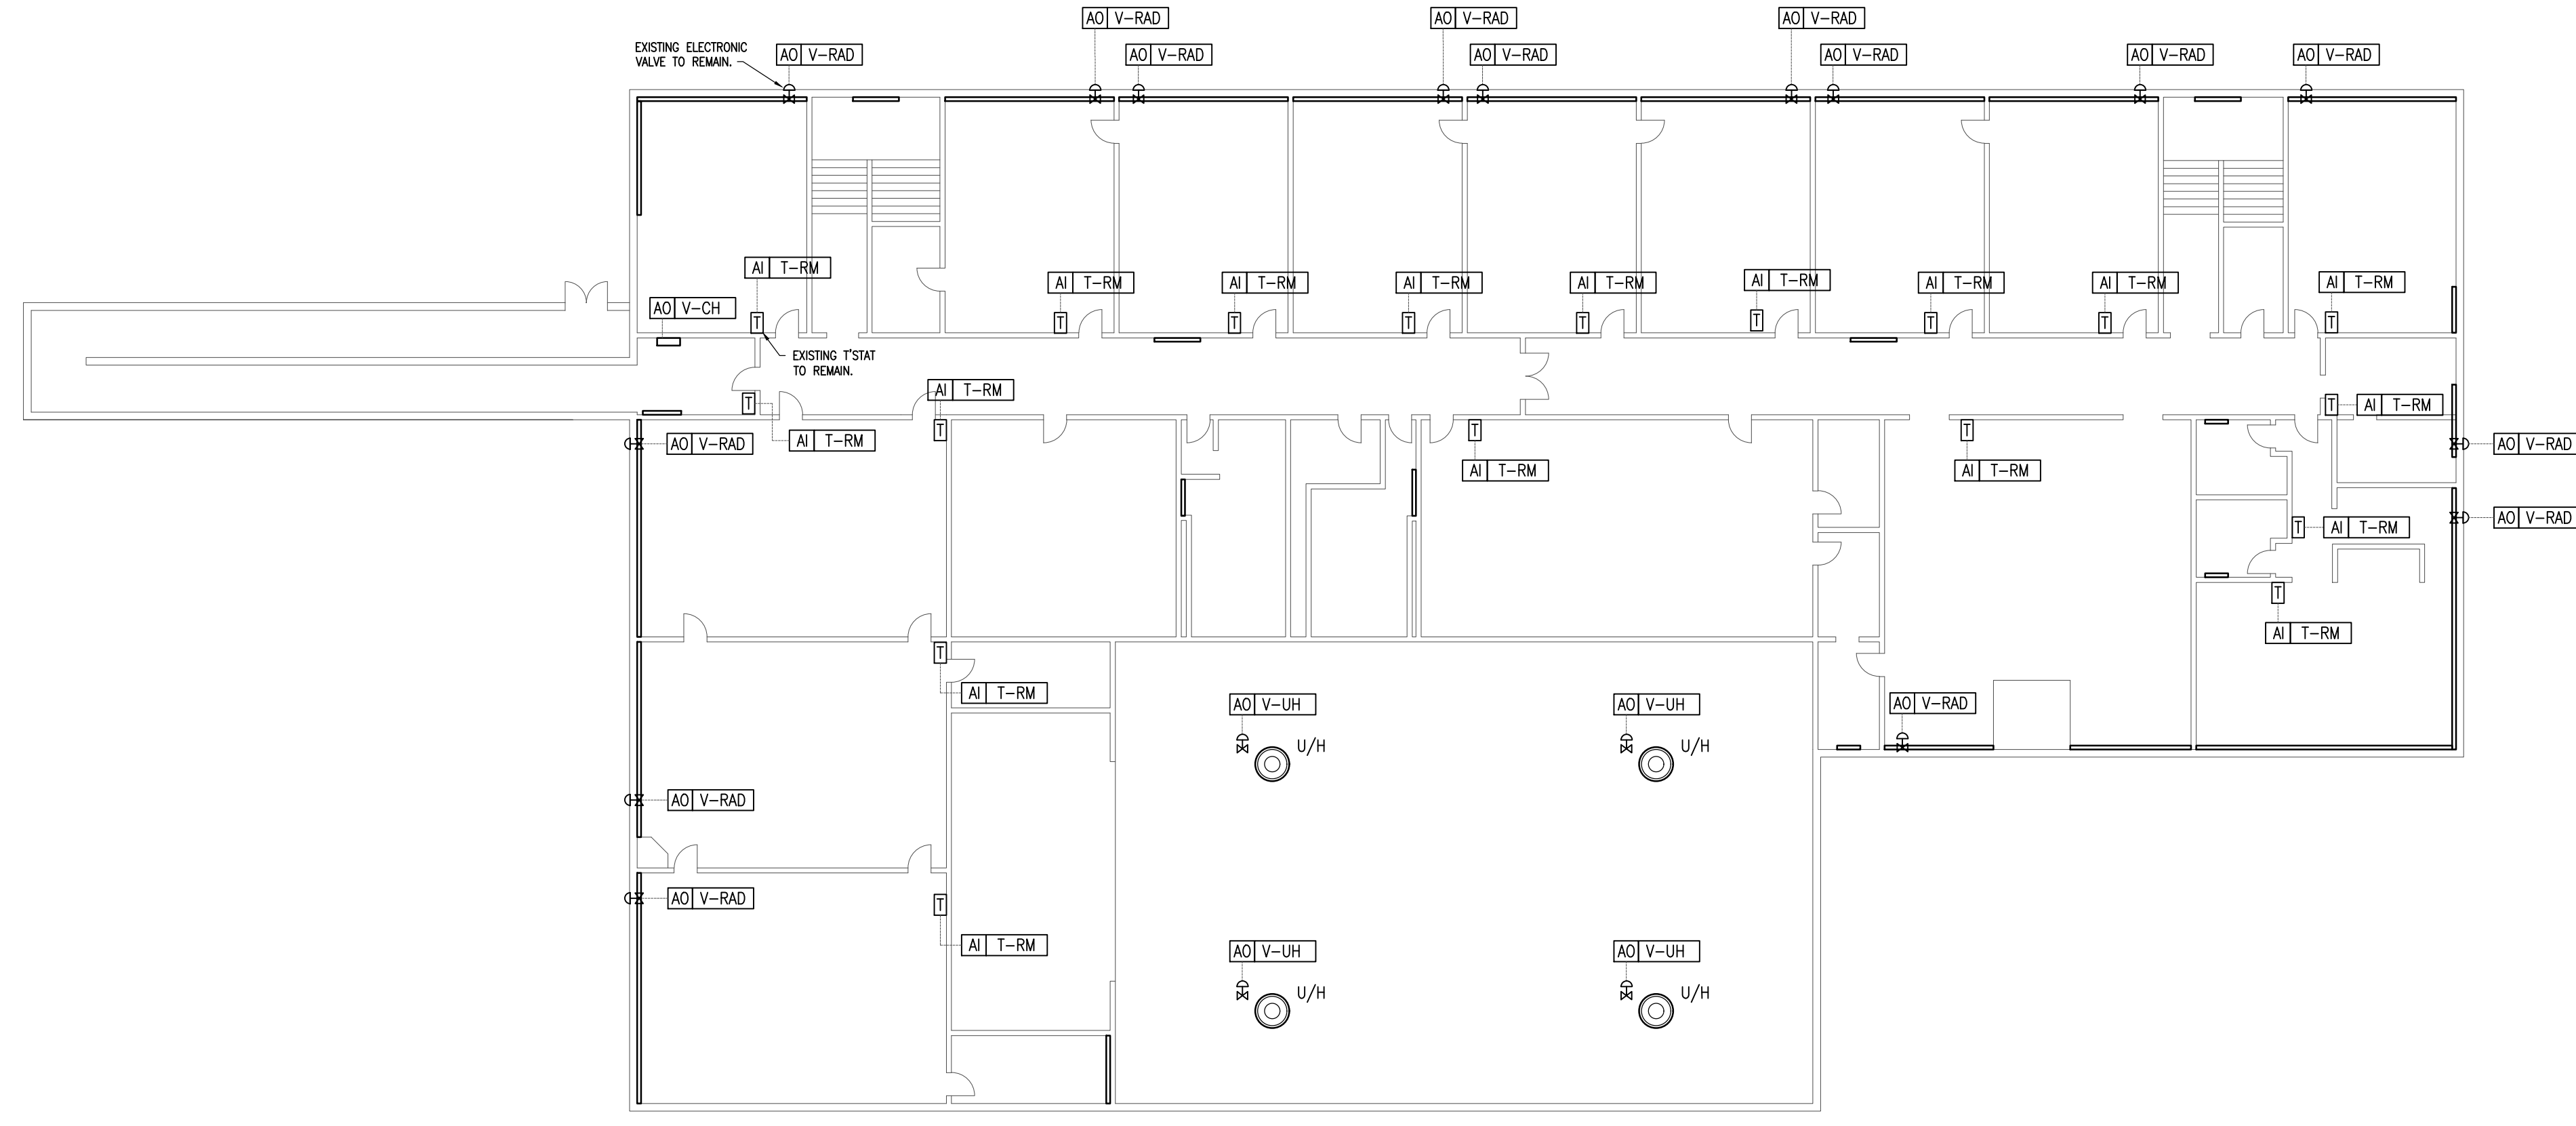 AO V-RAD
AO V-RAD
AO V-RAD
EXISTING ELECTRONIC
VALVE TO REMAIN.
AO V-RAD
AO V-RAD
AO V-RAD
AO V-RAD
AO V-RAD
AO V-RAD
AI T-RM
AI T-RM
AI T-RM
AI T-RM
AI T-RM
AI T-RM
AI T-RM
AI T-RM
AI T-RM
AO V-CH
T
T
T
T
T
T
T
T
T
EXISTING T'STAT
TO REMAIN.
AI T-RM
T
T
AI T-RM
T
T
T
AO V-RAD
AI T-RM
AO V-RAD
AI T-RM
AI T-RM
AO V-RAD
T
AI T-RM
T
AI T-RM
T
AI T-RM
AO V-UH
AO V-UH
AO V-RAD
U/H
U/H
AO V-RAD
AO V-RAD
T
AI T-RM
AO V-UH
AO V-UH
U/H
U/H